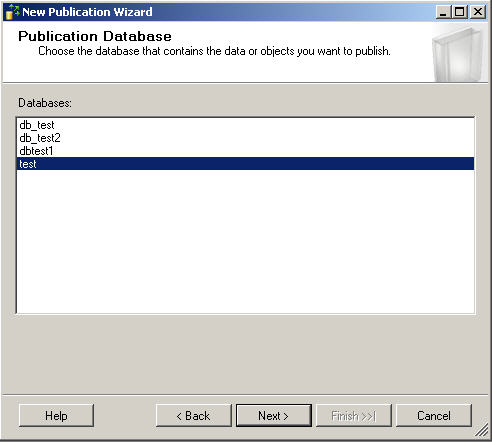 New Publication Wizard
Publication Database
Choose the database that contains the data or objects you want to publish.
Databases:
db_test
db_test2
dbtest1
test
Help
< Back
Next >
Finish >>|
Cancel